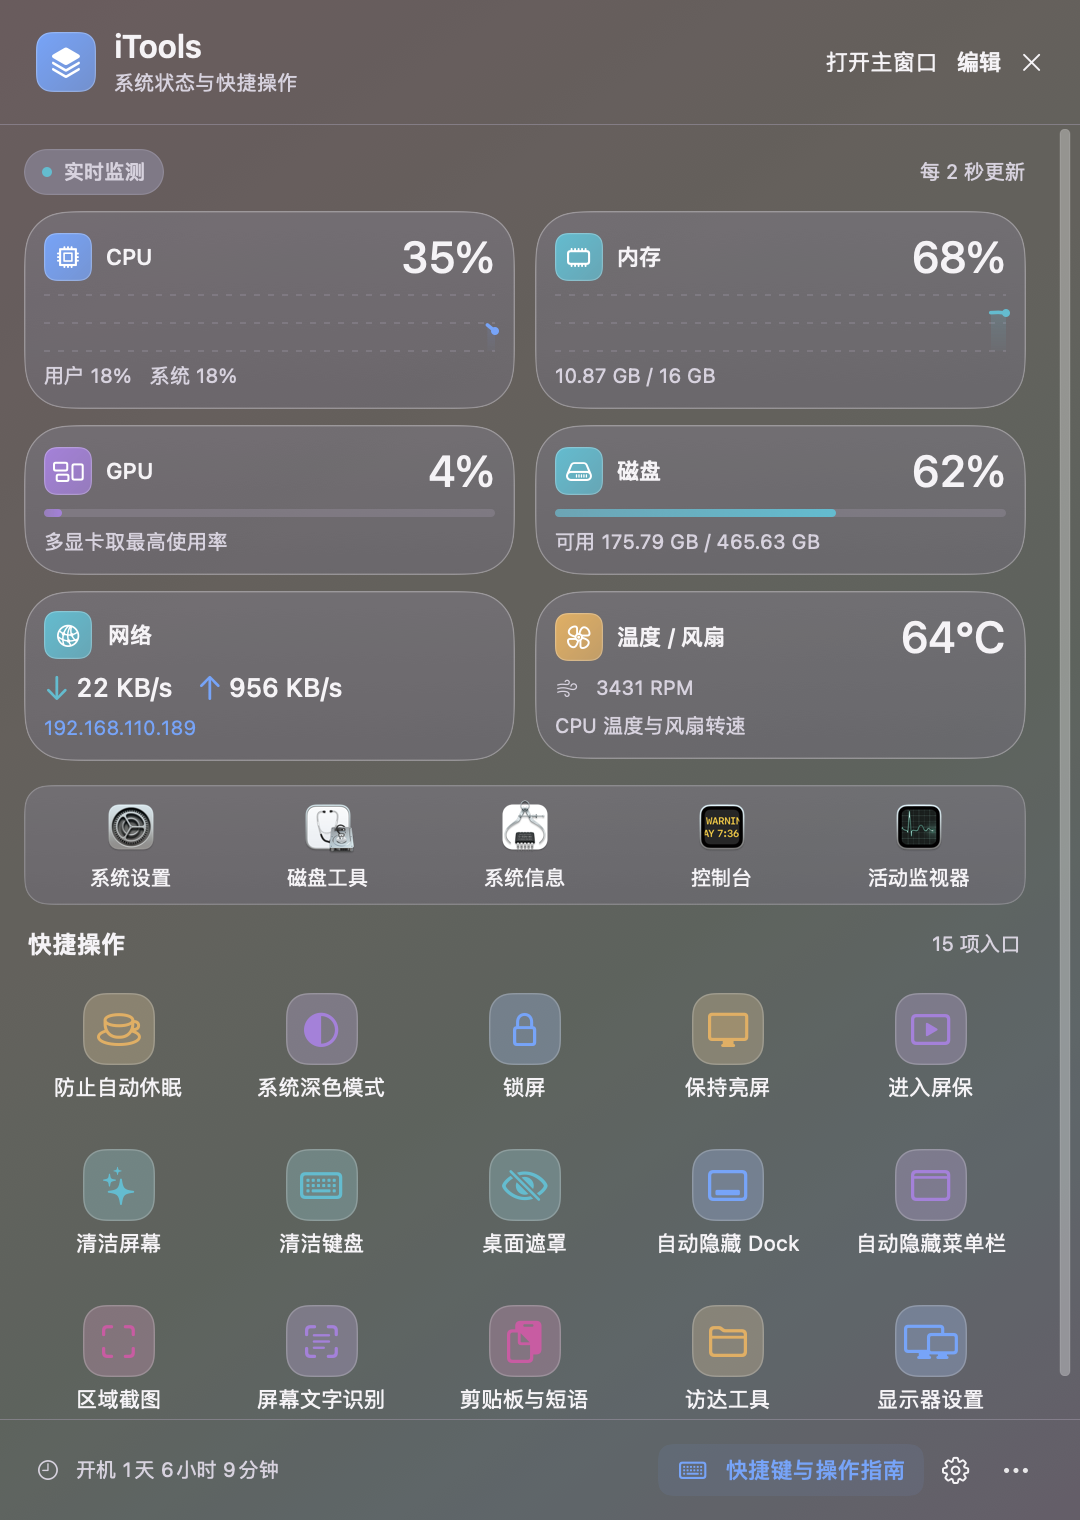 iTools
系统状态与快捷操作
打开主窗口 编辑
实时监测
每 2 秒更新
CPU
35%
用户 18% 系统 18%
内存
68%
10.87 GB / 16 GB
GPU
4%
多显卡取最高使用率
磁盘
62%
可用 175.79 GB / 465.63 GB
网络
22 KB/s 956 KB/s
192.168.110.189
温度 / 风扇
64°C
3431 RPM
CPU 温度与风扇转速
WARNIN
AY 7:36
系统设置 磁盘工具 系统信息 控制台 活动监视器
快捷操作
15 项入口
防止自动休眠 系统深色模式 锁屏 保持亮屏 进入屏保
清洁屏幕 清洁键盘 桌面遮罩 自动隐藏 Dock 自动隐藏菜单栏
区域截图 屏幕文字识别 剪贴板与短语 访达工具 显示器设置
开机 1天 6小时 9分钟
快捷键与操作指南